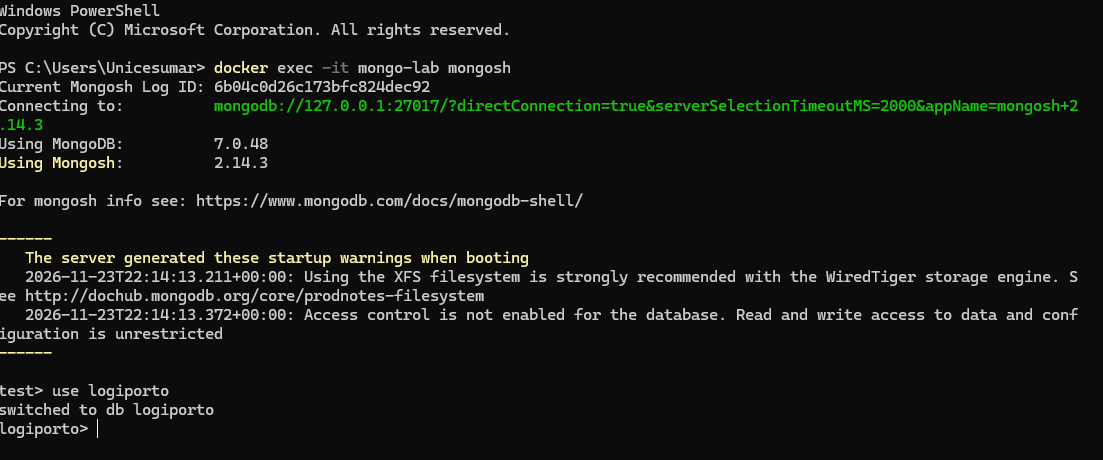 Windows PowerShell
Copyright (C) Microsoft Corporation. All rights reserved.
PS C:\Users\Unicesumar> docker exec -it mongo-lab mongosh
Current Mongosh Log ID: 6b04c0d26c173bfc824dec92
Connecting to:          mongodb://127.0.0.1:27017/?directConnection=true&serverSelectionTimeoutMS=2000&appName=mongosh+2
.14.3
Using MongoDB:          7.0.48
Using Mongosh:          2.14.3
For mongosh info see: https://www.mongodb.com/docs/mongodb-shell/
------
   The server generated these startup warnings when booting
   2026-11-23T22:14:13.211+00:00: Using the XFS filesystem is strongly recommended with the WiredTiger storage engine. S
ee http://dochub.mongodb.org/core/prodnotes-filesystem
   2026-11-23T22:14:13.372+00:00: Access control is not enabled for the database. Read and write access to data and conf
iguration is unrestricted
------
test> use logiporto
switched to db logiporto
logiporto>